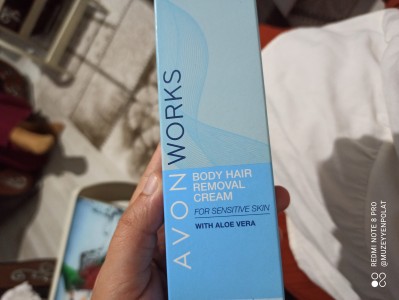 AVON WORKS
BODY HAIR
REMOVAL
CREAM
FOR SENSITIVE SKIN
WITH ALOE VERA
REDMI NOTE 8 PRO
@MUZEYYENPOLAT